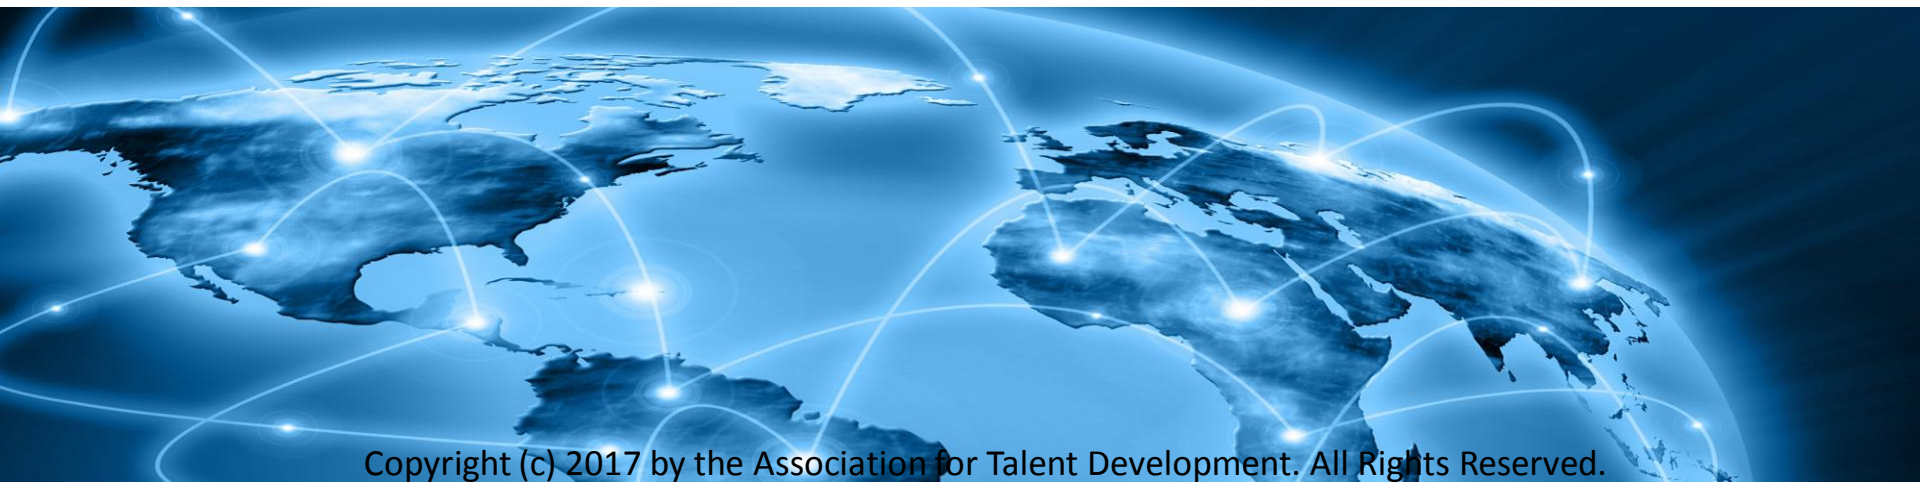 Copyright (c) 2017 by the Association for Talent Development. All Rights Reserved.